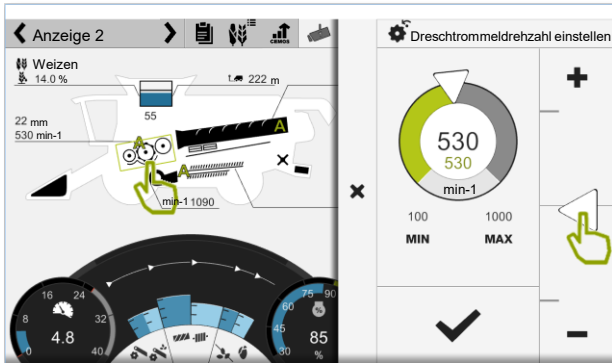 Anzeige 2
CEMOS
Dreschtrommeldrehzahl einstellen
Weizen
14.0 %
222 m
55
22 mm
530 min-1
A
A
A
min-1 1090
530
530
min-1
100
1000
MIN
MAX
8
16
24
32
40
0
4.8
30
45
60
75
90
%
85
%